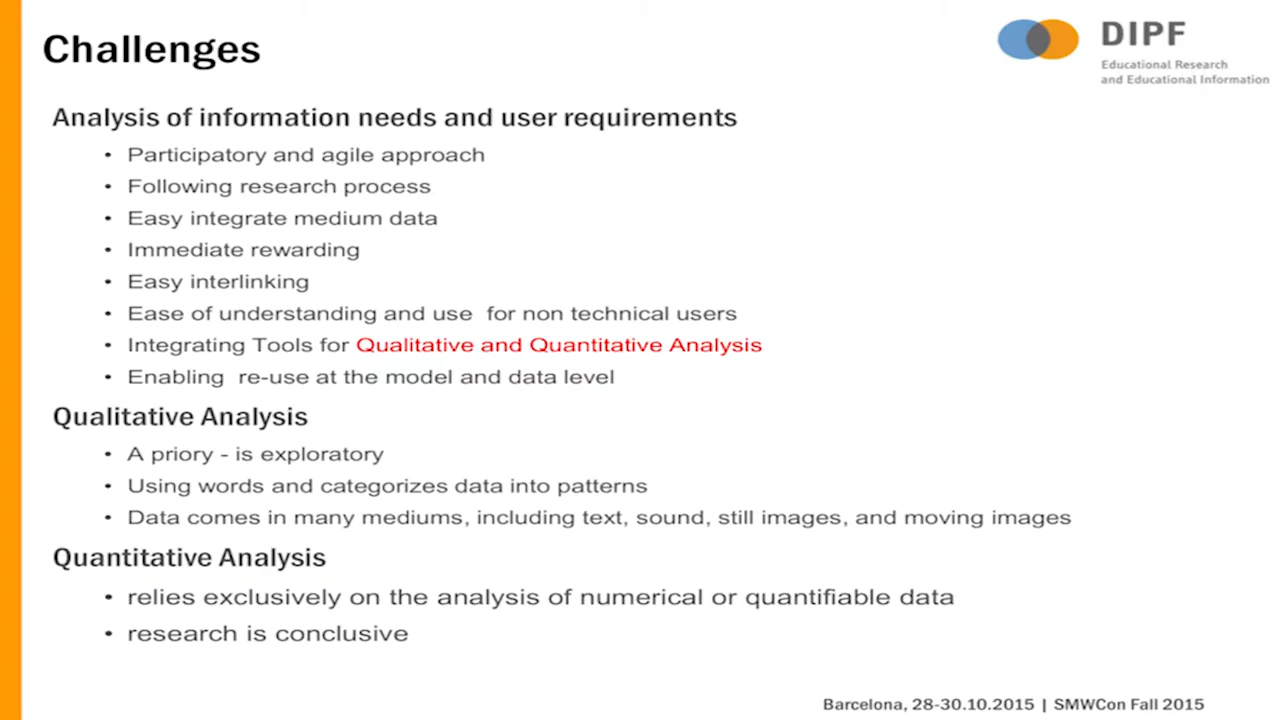 Challenges
DIPF
Educational Research
and Educational Information
Analysis of information needs and user requirements
• Participatory and agile approach
• Following research process
• Easy integrate medium data
• Immediate rewarding
• Easy interlinking
• Ease of understanding and use  for non technical users
• Integrating Tools for Qualitative and Quantitative Analysis
• Enabling  re-use at the model and data level
Qualitative Analysis
• A priory - is exploratory
• Using words and categorizes data into patterns
• Data comes in many mediums, including text, sound, still images, and moving images
Quantitative Analysis
• relies exclusively on the analysis of numerical or quantifiable data
• research is conclusive
Barcelona, 28-30.10.2015 | SMWCon Fall 2015